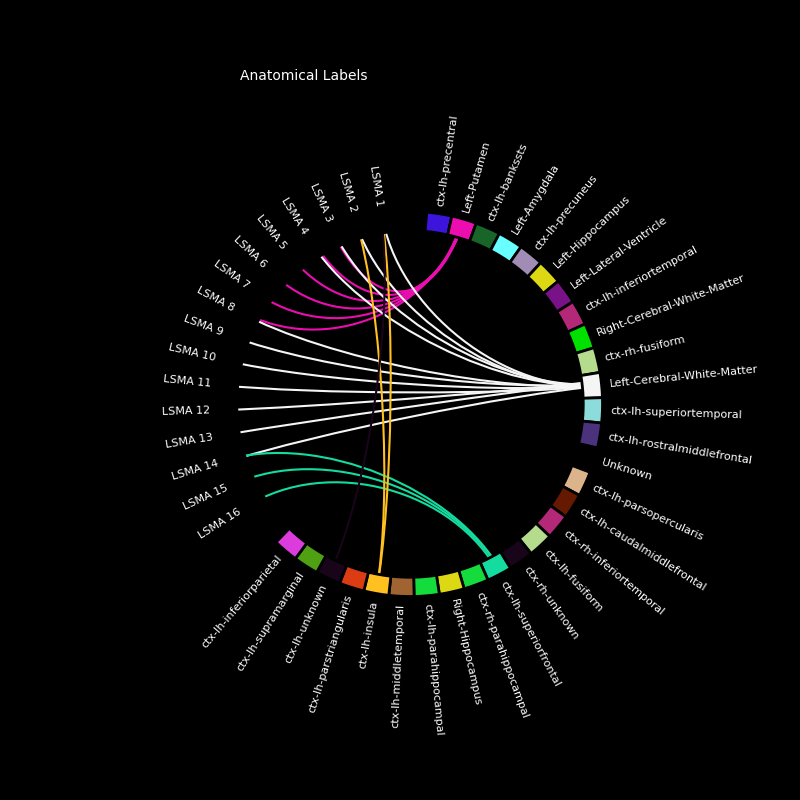 Anatomical Labels
LSMA 1
LSMA 2
LSMA 3
LSMA 4
LSMA 5
LSMA 6
LSMA 7
LSMA 8
LSMA 9
LSMA 10
LSMA 11
LSMA 12
LSMA 13
LSMA 14
LSMA 15
LSMA 16
ctx-lh-precentral
Left-Putamen
ctx-lh-bankssts
Left-Amygdala
ctx-lh-precuneus
Left-Hippocampus
Left-Lateral-Ventricle
ctx-lh-inferiortemporal
Right-Cerebral-White-Matter
ctx-rh-fusiform
Left-Cerebral-White-Matter
ctx-lh-superiortemporal
ctx-lh-rostralmiddlefrontal
Unknown
ctx-lh-parsopercularis
ctx-lh-caudalmiddlefrontal
ctx-rh-inferiortemporal
ctx-lh-fusiform
ctx-rh-unknown
ctx-lh-superiorfrontal
ctx-rh-parahippocampal
Right-Hippocampus
ctx-lh-parahippocampal
ctx-lh-middletemporal
ctx-lh-insula
ctx-lh-parstriangularis
ctx-lh-unknown
ctx-lh-supramarginal
ctx-lh-inferiorparietal